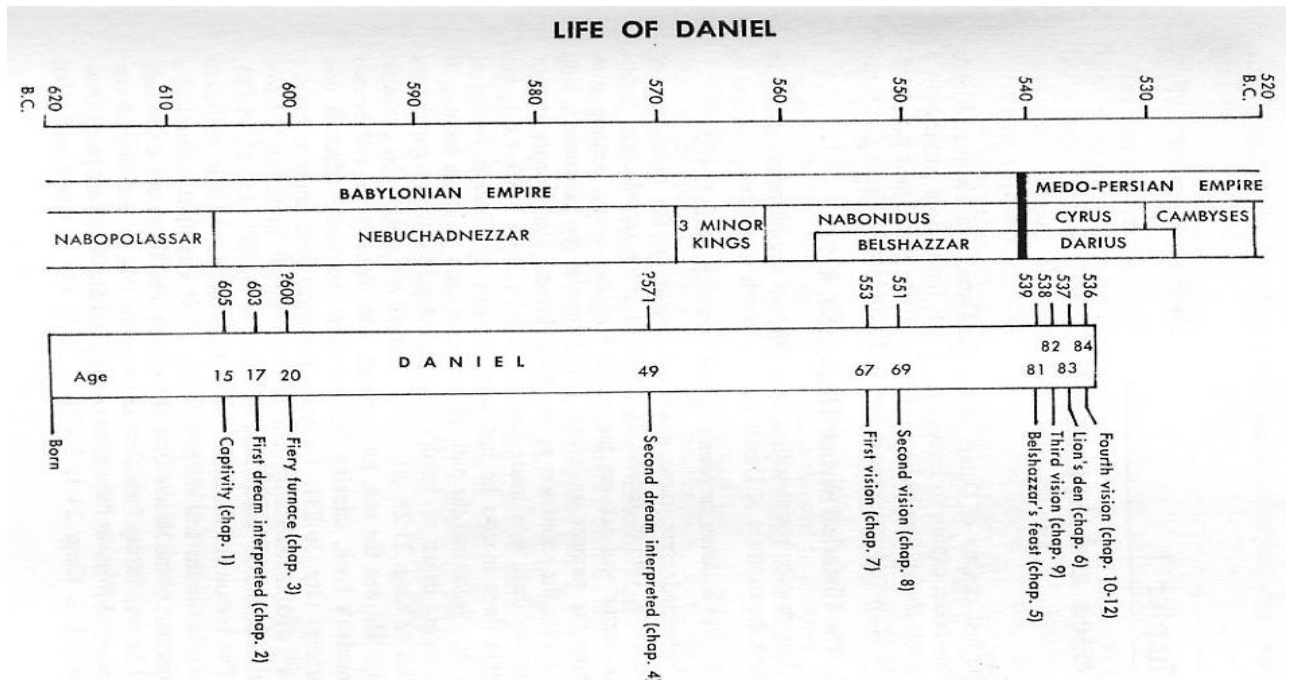 LIFE OF DANIEL
620 B.C.
610
600
590
580
570
560
550
540
530
520 B.C.
BABYLONIAN EMPIRE
MEDO-PERSIAN EMPIRE
NABOPOLASSAR
NEBUCHADNEZZAR
3 MINOR
KINGS
NABONIDUS
BELSHAZZAR
CYRUS
DARIUS
CAMBYSES
605
603
?600
?571
553
551
539
538
537
536
DANIEL
Age
15
17
20
49
67
69
81
82
83
84
Born
Captivity (chap. 1)
First dream interpreted (chap. 2)
Fiery furnace (chap. 3)
Second dream interpreted (chap. 4)
First vision (chap. 7)
Second vision (chap. 8)
Belshazzar's feast (chap. 5)
Third vision (chap. 9)
Lion's den (chap. 6)
Fourth vision (chap. 10-12)